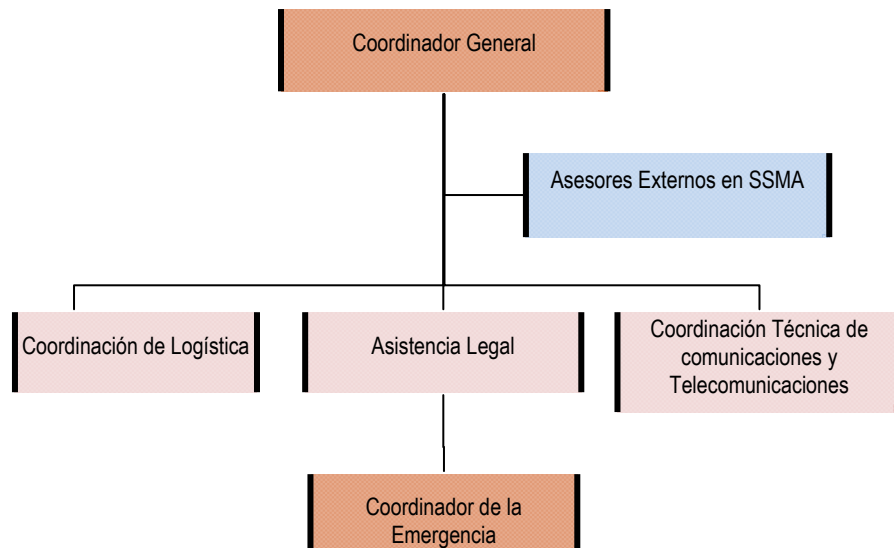 Coordinador General
Asesores Externos en SSMA
Coordinación de Logística
Asistencia Legal
Coordinación Técnica de
comunicaciones y
Telecomunicaciones
Coordinador de la
Emergencia